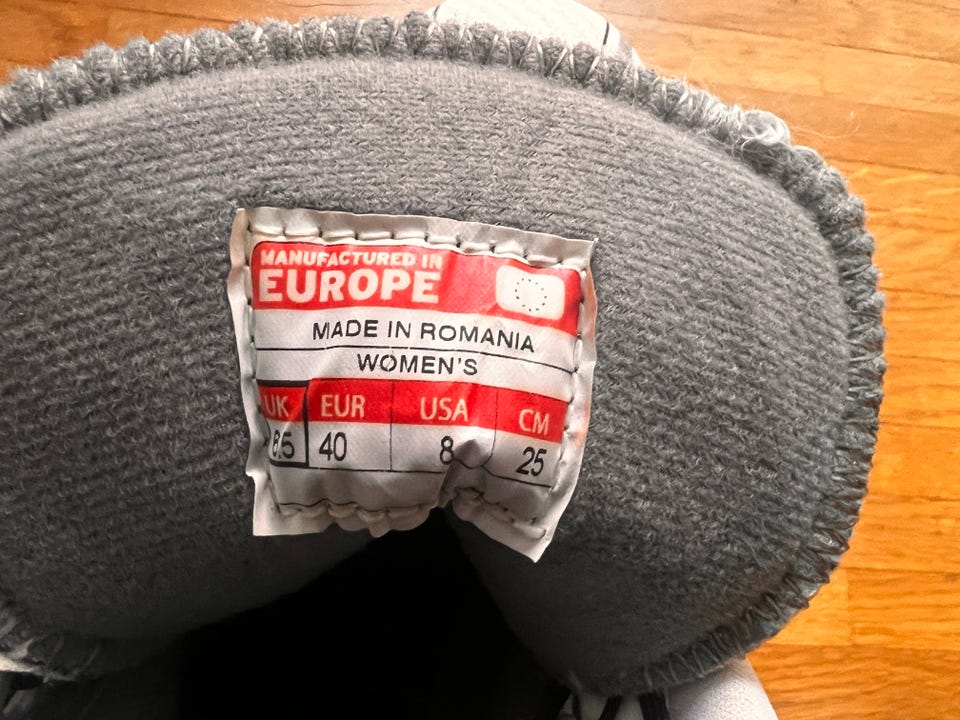 MANUFACTURED IN
EUROPE
MADE IN ROMANIA
WOMEN'S
UK EUR USA CM
6.5 40 8 25